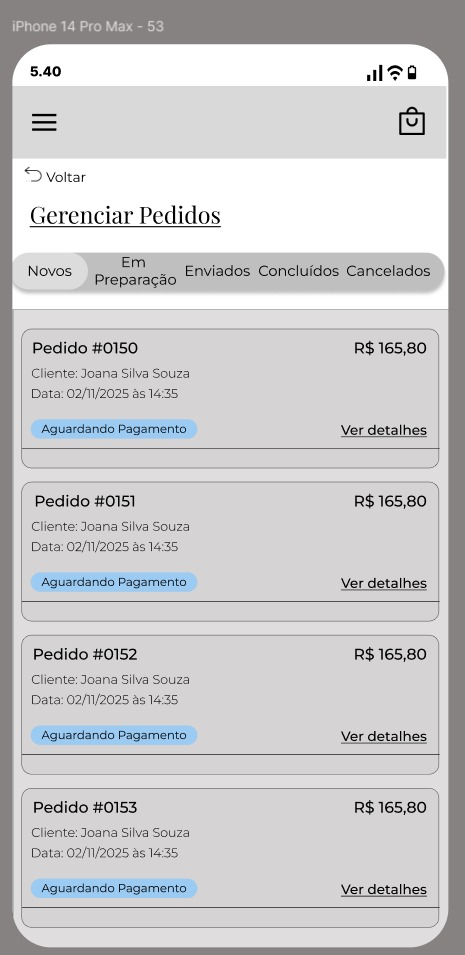 iPhone 14 Pro Max - 53
5.40
Voltar
Gerenciar Pedidos
Novos
Em
Preparação
Enviados
Concluídos
Cancelados
Pedido #0150
R$ 165,80
Cliente: Joana Silva Souza
Data: 02/11/2025 às 14:35
Aguardando Pagamento
Ver detalhes
Pedido #0151
R$ 165,80
Cliente: Joana Silva Souza
Data: 02/11/2025 às 14:35
Aguardando Pagamento
Ver detalhes
Pedido #0152
R$ 165,80
Cliente: Joana Silva Souza
Data: 02/11/2025 às 14:35
Aguardando Pagamento
Ver detalhes
Pedido #0153
R$ 165,80
Cliente: Joana Silva Souza
Data: 02/11/2025 às 14:35
Aguardando Pagamento
Ver detalhes